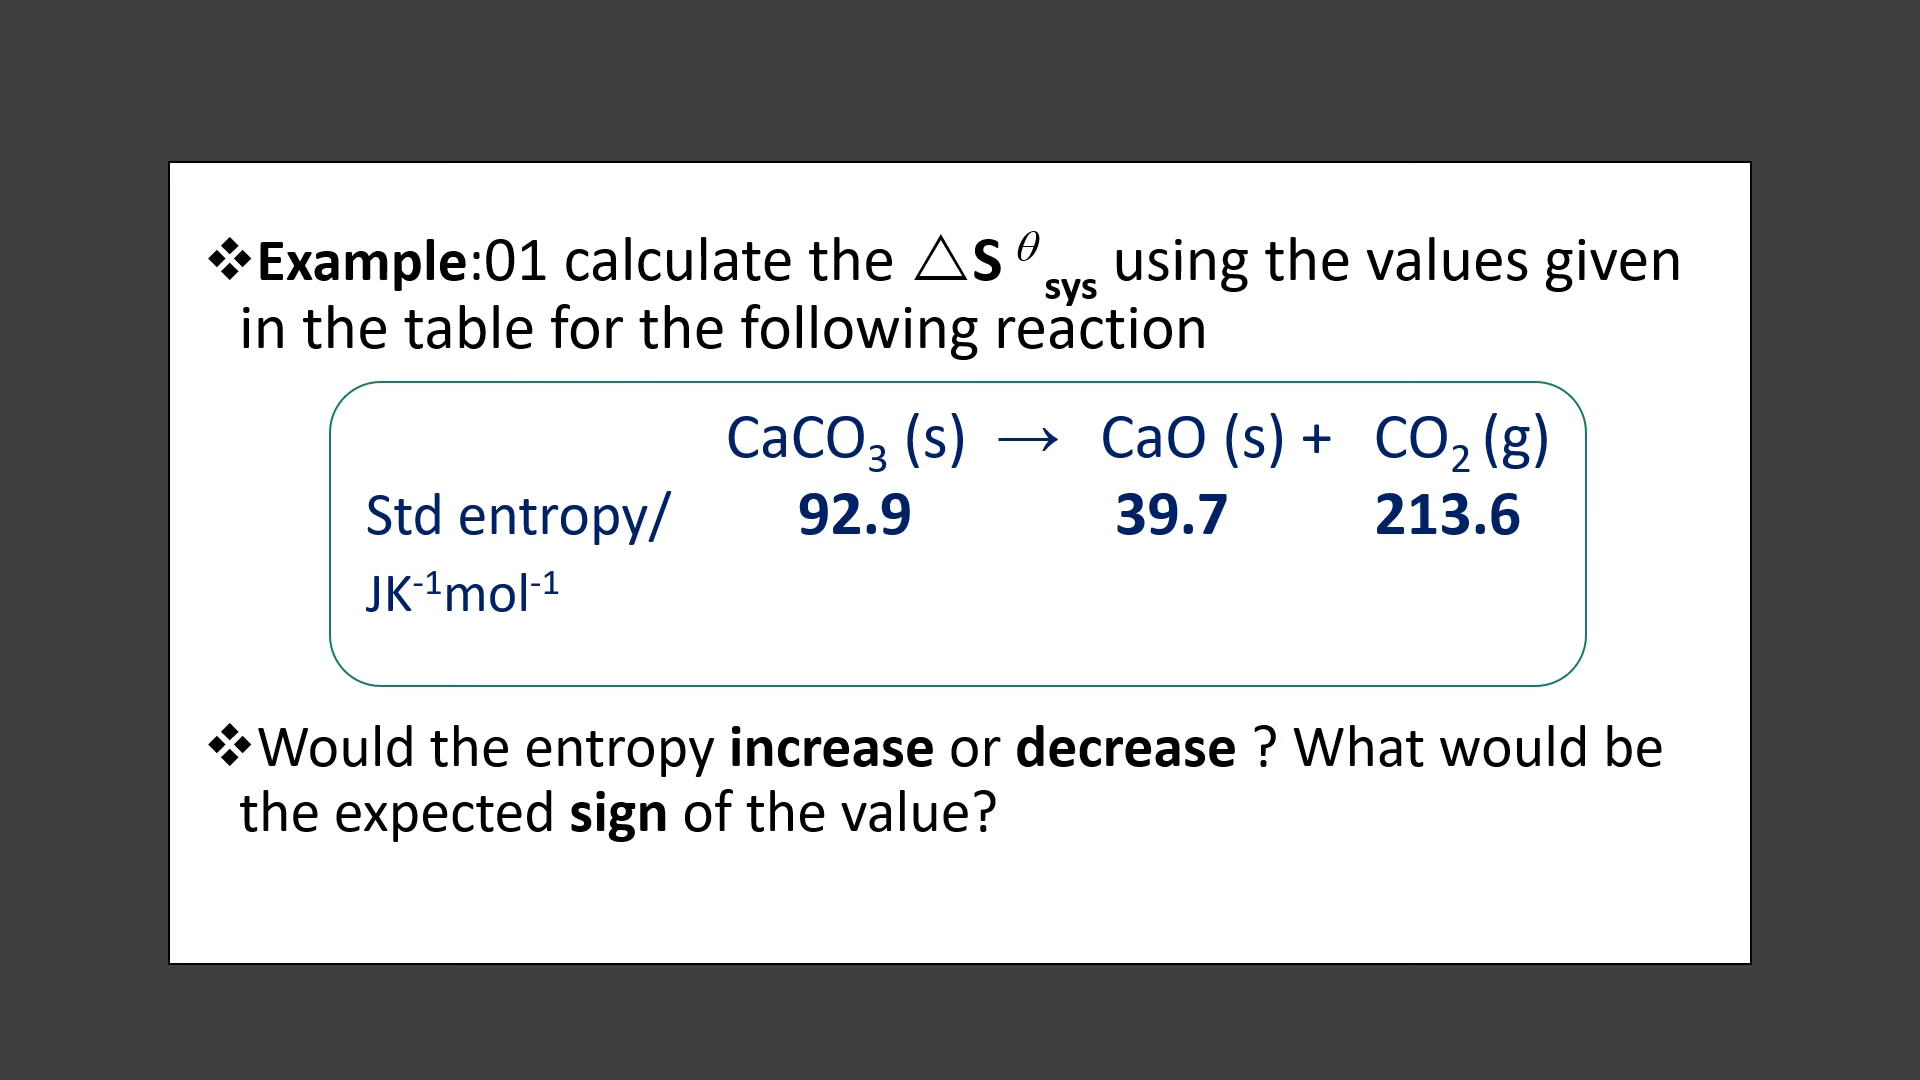 ❖Example:01 calculate the △S θ sys using the values given
in the table for the following reaction
CaCO₃ (s) → CaO (s) + CO₂ (g)
Std entropy/ 92.9 39.7 213.6
JK⁻¹mol⁻¹
❖Would the entropy increase or decrease ? What would be
the expected sign of the value?